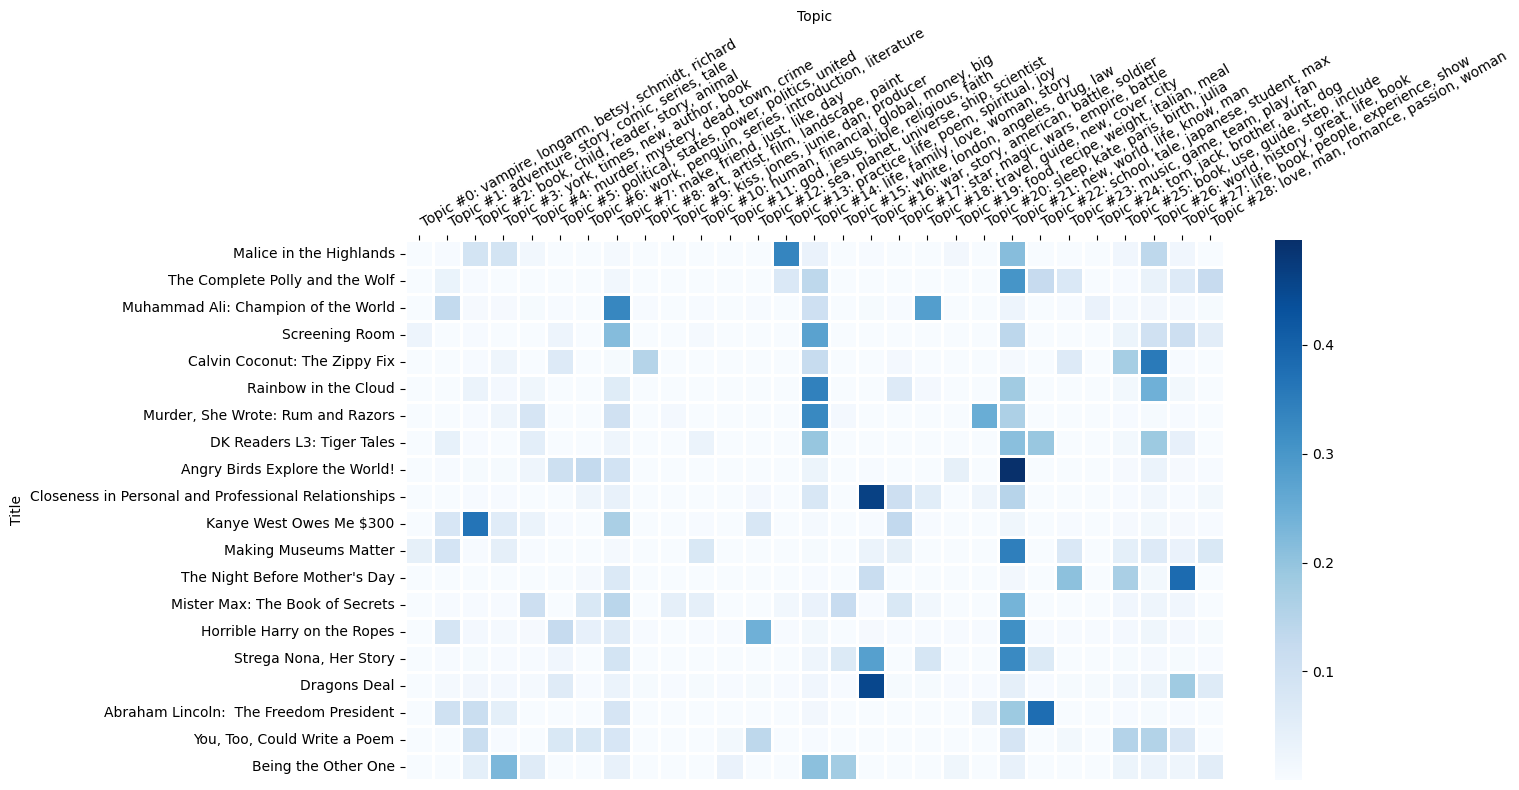 Topic
Topic #0: vampire, longarm, betsy, schmidt, richard
Topic #1: adventure, story, comic, series, tale
Topic #2: book, child, reader, story, animal
Topic #3: york, times, new, author, book
Topic #4: murder, mystery, dead, town, crime
Topic #5: political, states, power, politics, united
Topic #6: work, penguin, series, introduction, literature
Topic #7: make, friend, just, like, day
Topic #8: art, artist, film, landscape, paint
Topic #9: kiss, jones, junie, dan, producer
Topic #10: human, financial, global, money, big
Topic #11: god, jesus, bible, religious, faith
Topic #12: sea, planet, universe, ship, scientist
Topic #13: practice, life, poem, spiritual, joy
Topic #14: life, family, love, woman, story
Topic #15: white, london, angeles, drug, law
Topic #16: war, story, american, battle, soldier
Topic #17: star, magic, wars, empire, battle
Topic #18: travel, guide, new, cover, city
Topic #19: food, recipe, weight, italian, meal
Topic #20: sleep, kate, paris, birth, julia
Topic #21: new, world, life, know, man
Topic #22: school, tale, japanese, student, max
Topic #23: music, game, team, play, fan
Topic #24: tom, jack, brother, aunt, dog
Topic #25: book, use, guide, step, include
Topic #26: world, history, great, life, book
Topic #27: life, book, people, experience, show
Topic #28: love, man, romance, passion, woman
Title
Malice in the Highlands
The Complete Polly and the Wolf
Muhammad Ali: Champion of the World
Screening Room
Calvin Coconut: The Zippy Fix
Rainbow in the Cloud
Murder, She Wrote: Rum and Razors
DK Readers L3: Tiger Tales
Angry Birds Explore the World!
Closeness in Personal and Professional Relationships
Kanye West Owes Me $300
Making Museums Matter
The Night Before Mother's Day
Mister Max: The Book of Secrets
Horrible Harry on the Ropes
Strega Nona, Her Story
Dragons Deal
Abraham Lincoln:  The Freedom President
You, Too, Could Write a Poem
Being the Other One
0.4
0.3
0.2
0.1